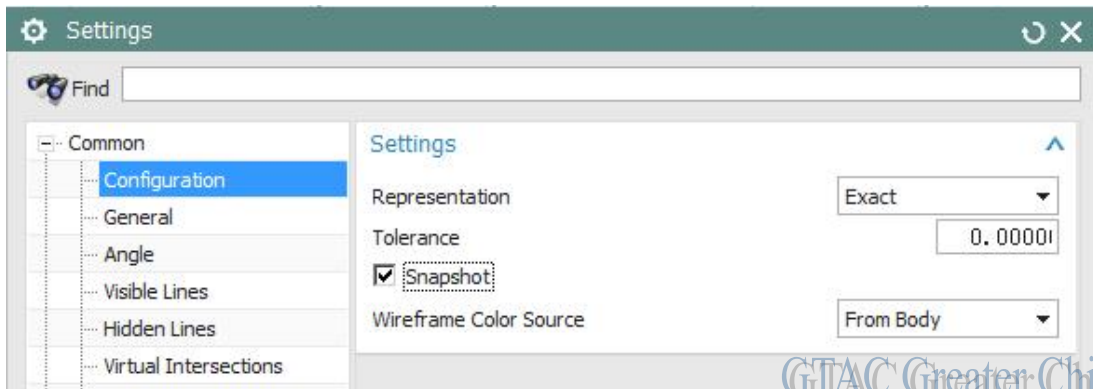 Settings
Find
Common
Configuration
General
Angle
Visible Lines
Hidden Lines
Virtual Intersections
Settings
Representation
Exact
Tolerance
0.0000
Snapshot
Wireframe Color Source
From Body
GTAC Greater Chi